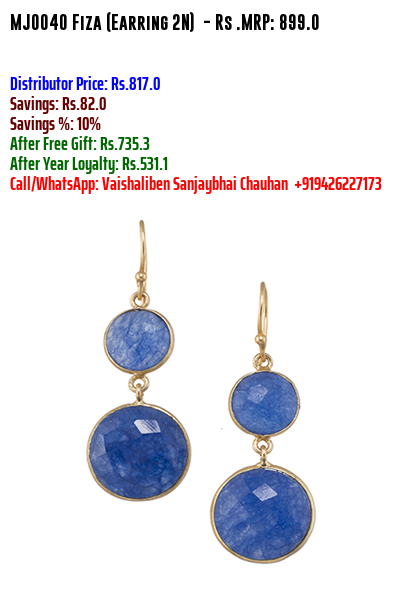 MJ0040 Fiza (Earring 2N) - Rs .MRP: 899.0
Distributor Price: Rs.817.0
Savings: Rs.82.0
Savings %: 10%
After Free Gift: Rs.735.3
After Year Loyalty: Rs.531.1
Call/WhatsApp: Vaishaliben Sanjaybhai Chauhan +919426227173